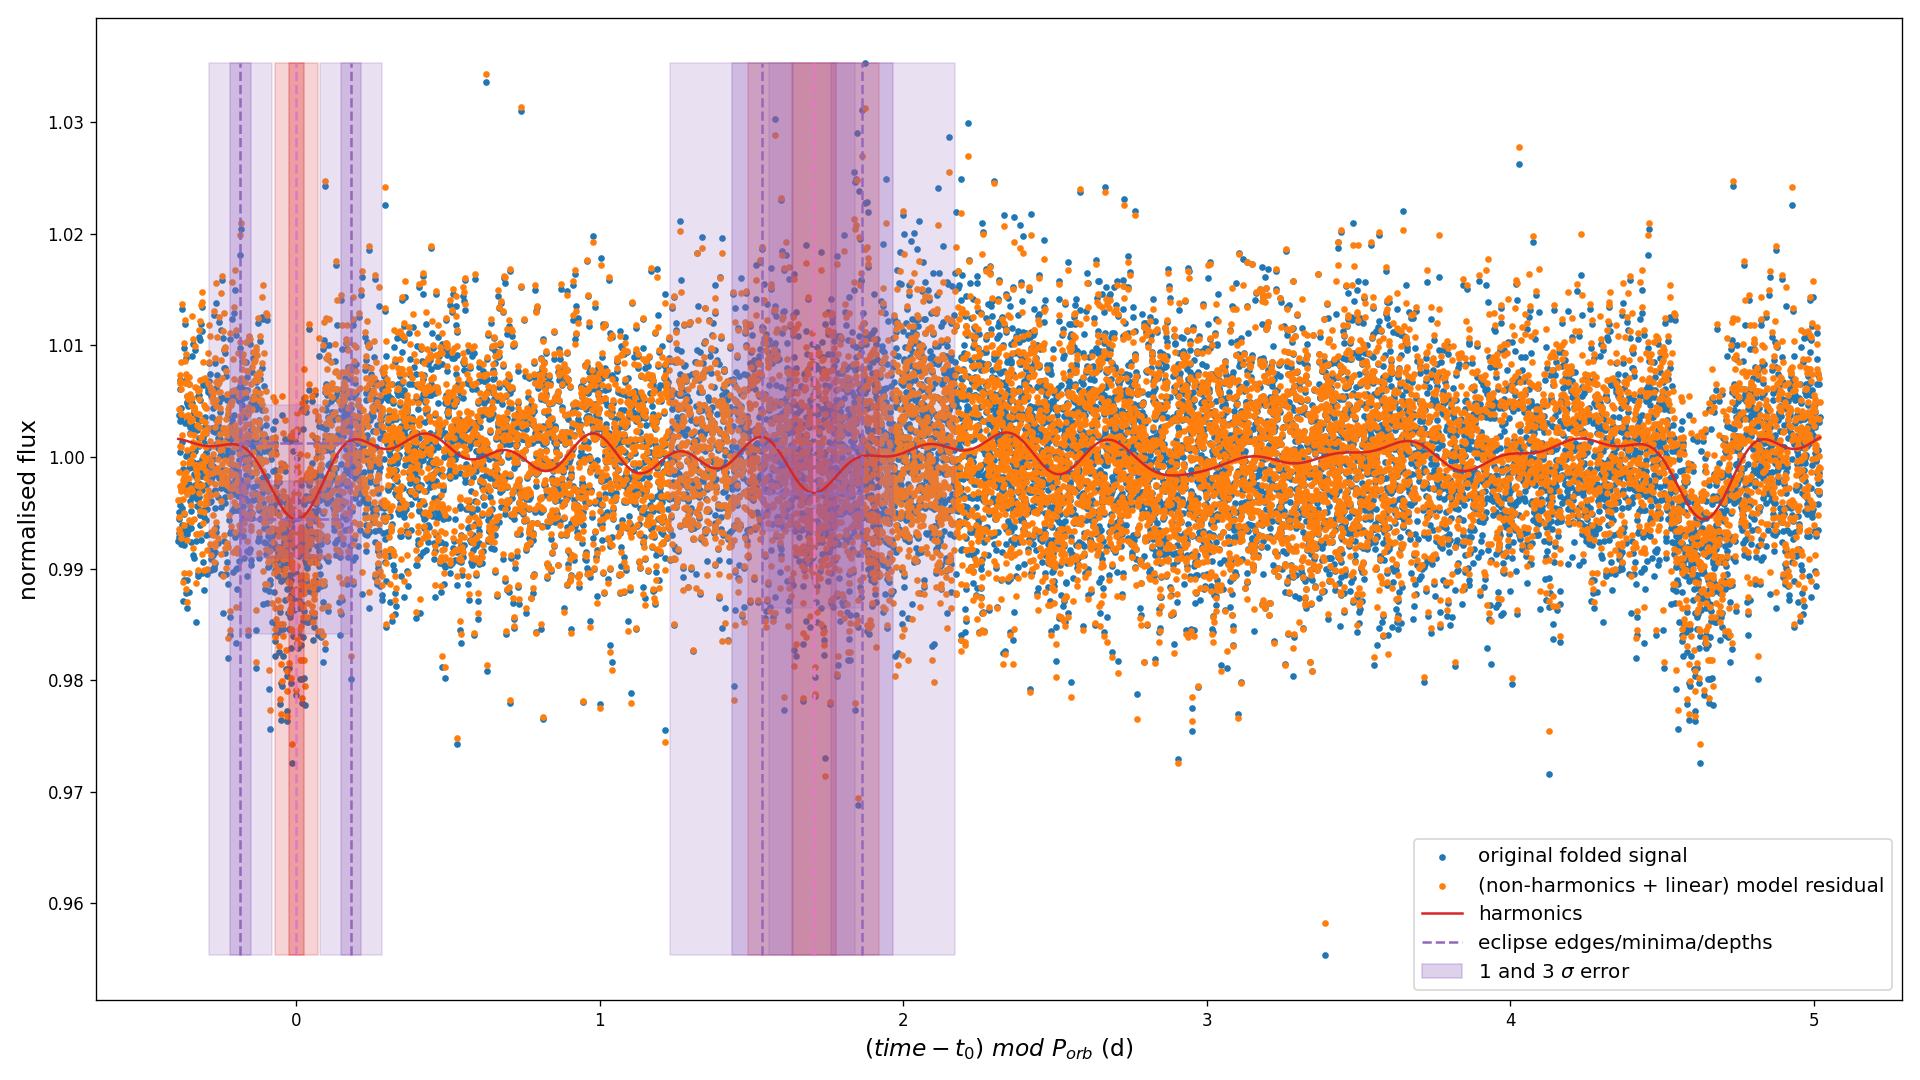 normalised flux
1.03
1.02
1.01
1.00
0.99
0.98
0.97
0.96
0
1
2
3
4
5
(time − t₀) mod Pₒᵣb (d)
original folded signal
(non-harmonics + linear) model residual
harmonics
eclipse edges/minima/depths
1 and 3 σ error